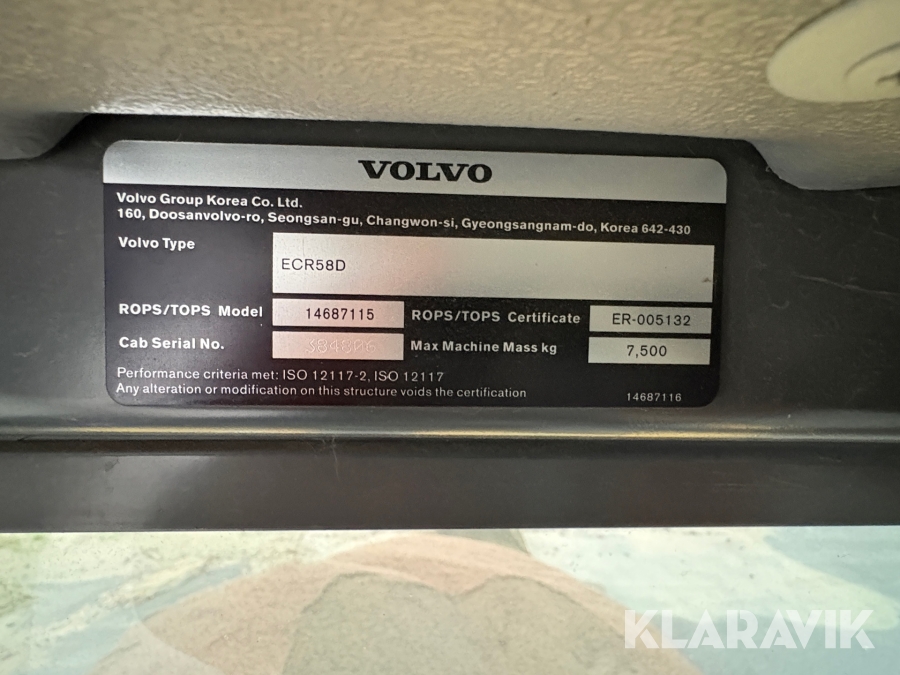 VOLVO
Volvo Group Korea Co. Ltd.
160, Doosanvolvo-ro, Seongsan-gu, Changwon-si, Gyeongsangnam-do, Korea 642-430
Volvo Type ECR58D
ROPS/TOPS Model 14687115 ROPS/TOPS Certificate ER-005132
Cab Serial No. Max Machine Mass kg 7,500
Performance criteria met: ISO 12117-2, ISO 12117
Any alteration or modification on this structure voids the certification 14687116
KLARAVIK